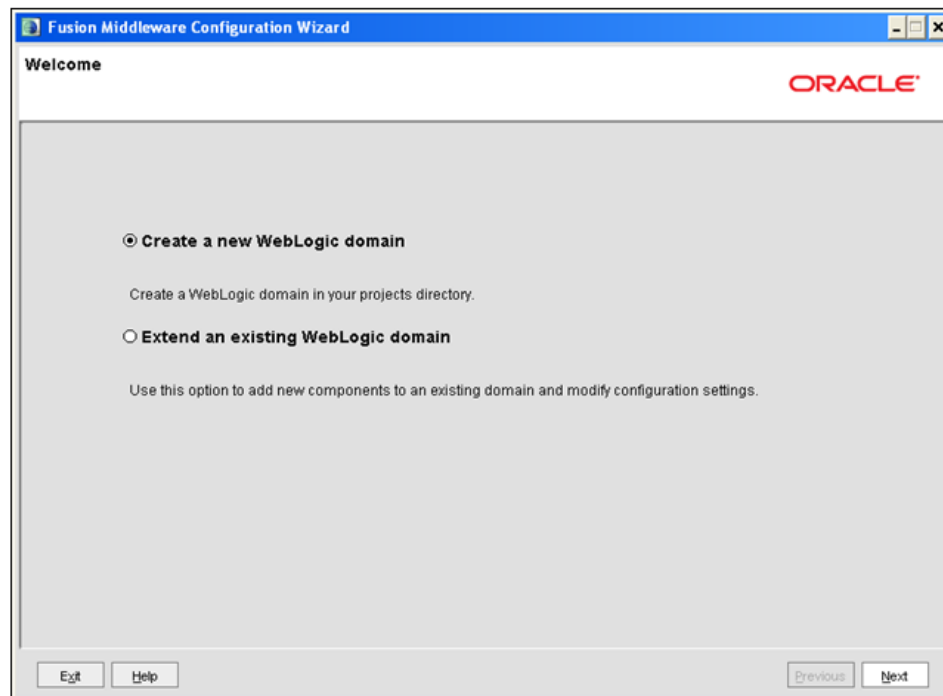 Fusion Middleware Configuration Wizard
Welcome
ORACLE
Create a new WebLogic domain
Create a WebLogic domain in your projects directory.
Extend an existing WebLogic domain
Use this option to add new components to an existing domain and modify configuration settings.
Exit Help Previous Next